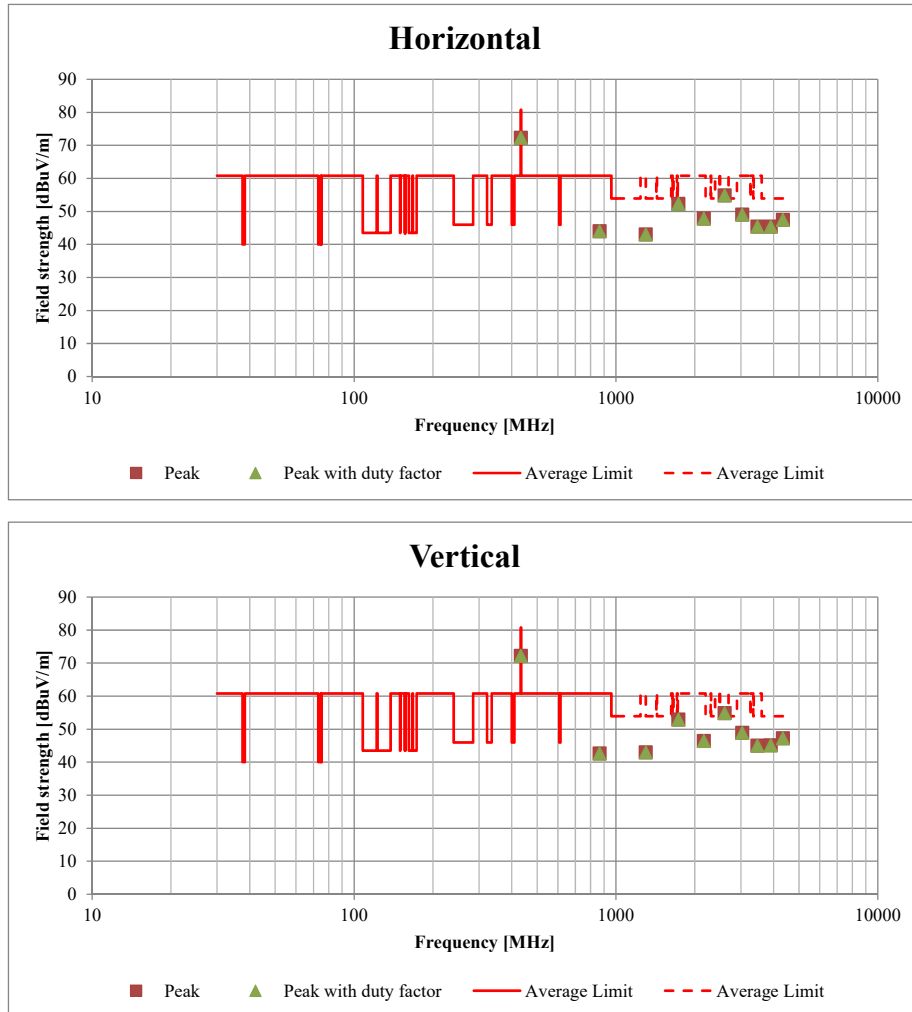 Horizontal
90
80
70
60
50
40
30
20
10
0
Field strength [dBuV/m]
10 100 1000 10000
Frequency [MHz]
Peak Peak with duty factor Average Limit Average Limit
Vertical
90
80
70
60
50
40
30
20
10
0
Field strength [dBuV/m]
10 100 1000 10000
Frequency [MHz]
Peak Peak with duty factor Average Limit Average Limit